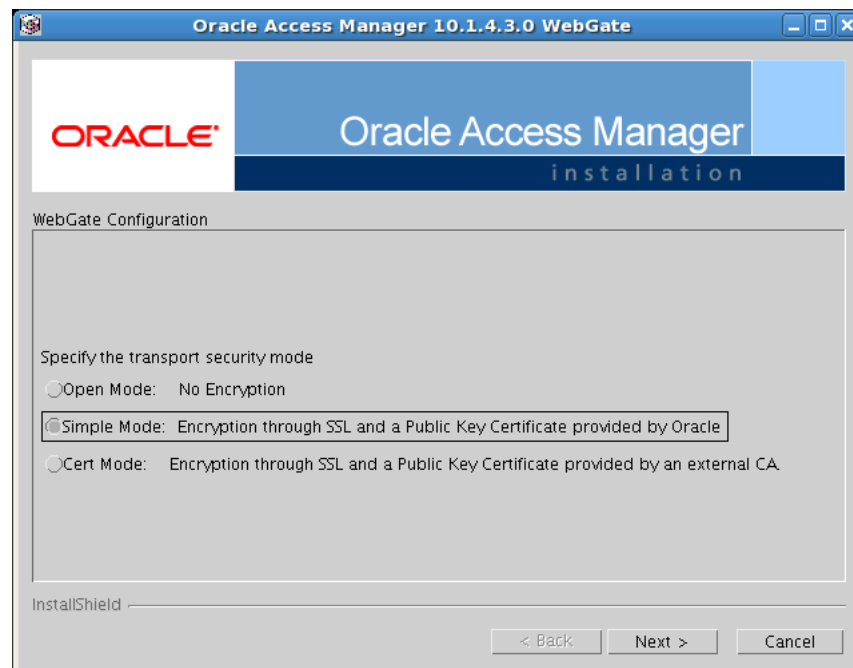 Oracle Access Manager 10.1.4.3.0 WebGate
ORACLE
Oracle Access Manager
installation
WebGate Configuration
Specify the transport security mode
Open Mode: No Encryption
Simple Mode: Encryption through SSL and a Public Key Certificate provided by Oracle
Cert Mode: Encryption through SSL and a Public Key Certificate provided by an external CA.
InstallShield
< Back Next > Cancel